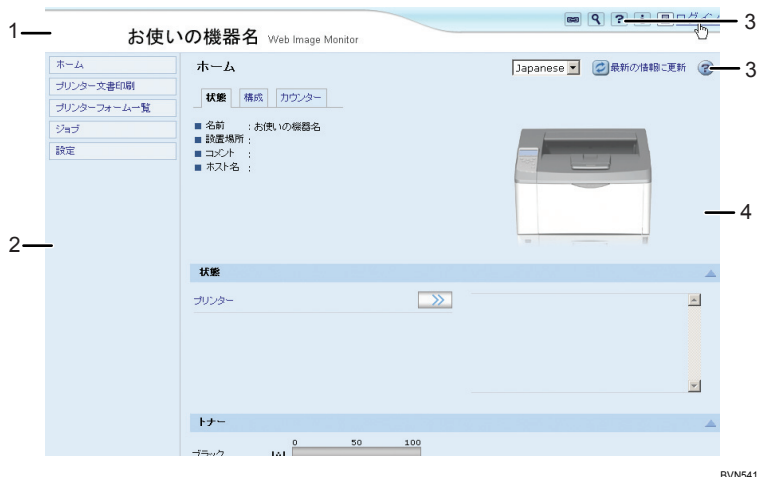 1
お使いの機器名 Web Image Monitor
ログイン
3
ホーム
プリンター文書印刷
プリンターフォーム一覧
ジョブ
設定
ホーム
Japanese
最新の情報に更新
3
状態 構成 カウンター
名前 :お使いの機器名
設置場所 :
コメント :
ホスト名 :
4
2
状態
プリンター
トナー
0 50 100
ブラック
BVN541